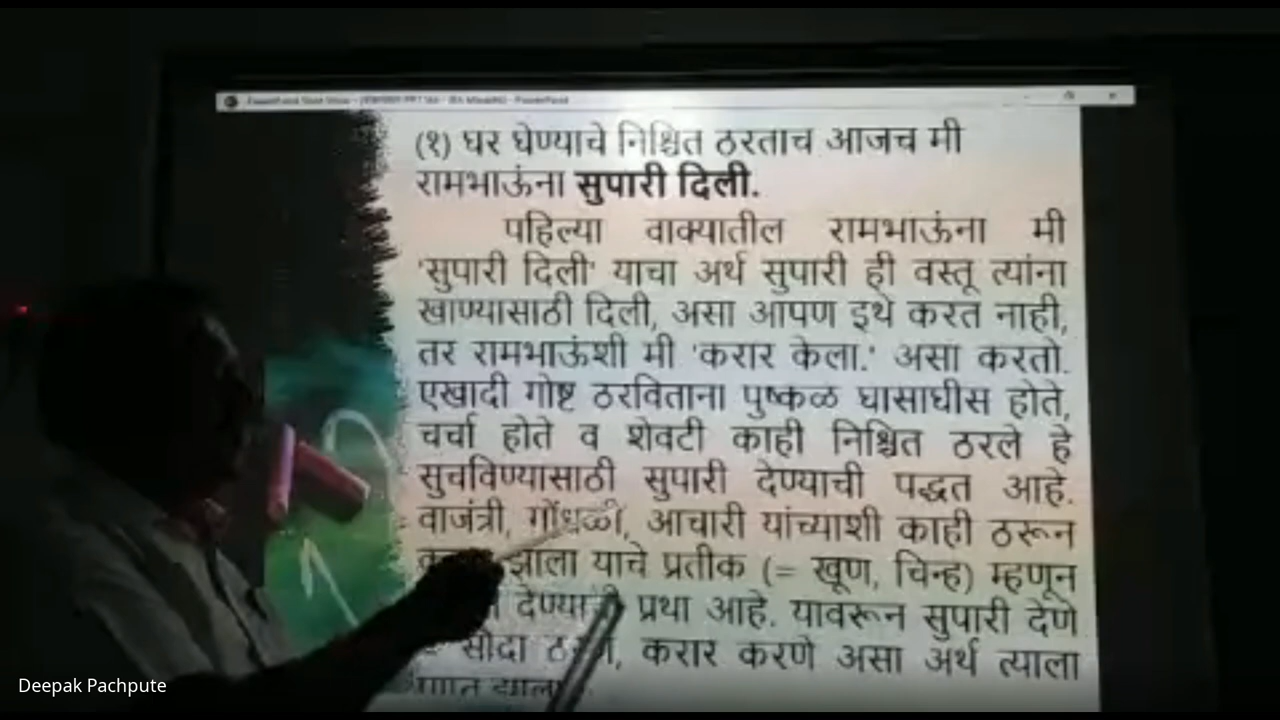 (१) घर घेण्याचे निश्चित ठरताच आजच मी
रामभाऊंना सुपारी दिली.
पहिल्या वाक्यातील रामभाऊंना मी
'सुपारी दिली' याचा अर्थ सुपारी ही वस्तू त्यांना
खाण्यासाठी दिली, असा आपण इथे करत नाही,
तर रामभाऊंशी मी 'करार केला.' असा करतो.
एखादी गोष्ट ठरविताना पुष्कळ घासाघीस होते,
चर्चा होते व शेवटी काही निश्चित ठरले हे
सुचविण्यासाठी सुपारी देण्याची पद्धत आहे.
वाजंत्री, गोंधळी, आचारी यांच्याशी काही ठरून
झाला याचे प्रतीक (= खूण, चिन्ह) म्हणून
प्रथा आहे. यावरून सुपारी देणे
= सौदा करार करणे असा अर्थ त्याला
Deepak Pachpute